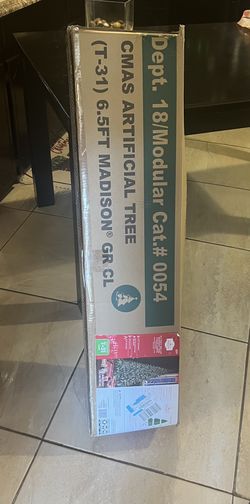 Dept. 18/Modular Cat.# 0054
CMAS ARTIFICIAL TREE
(T-31) 6.5FT MADISON® GR CL